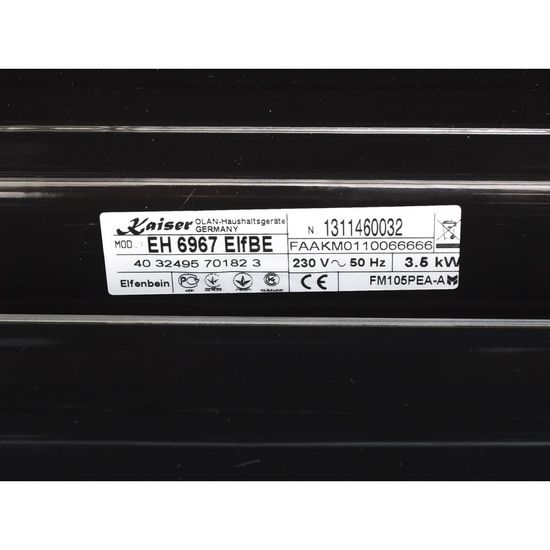 Kaiser OLAN-Haushaltsgeräte GERMANY
N. 1311460032
MOD.: EH 6967 ElfBE
FAAKM0110066666
40 32495 70182 3
230 V~ 50 Hz
3.5 kW
Elfenbein
CE
FM105PEA-A